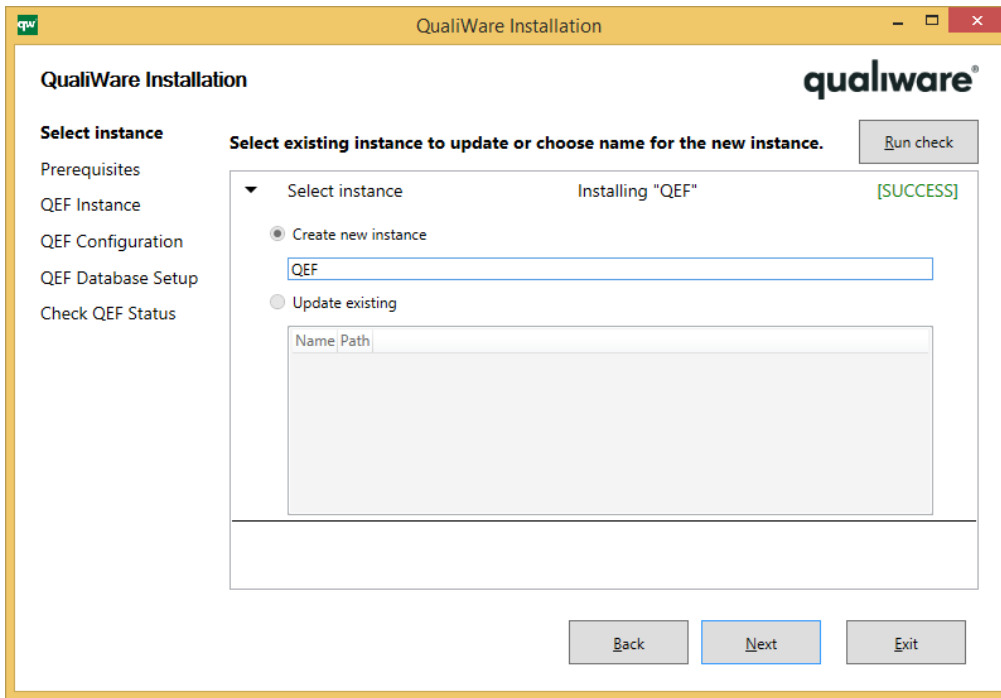 qw QualiWare Installation
QualiWare Installation
qualiware®
Select instance
Prerequisites
QEF Instance
QEF Configuration
QEF Database Setup
Check QEF Status
Select existing instance to update or choose name for the new instance.
Run check
Select instance Installing "QEF" [SUCCESS]
Create new instance
QEF
Update existing
Name Path
Back Next Exit